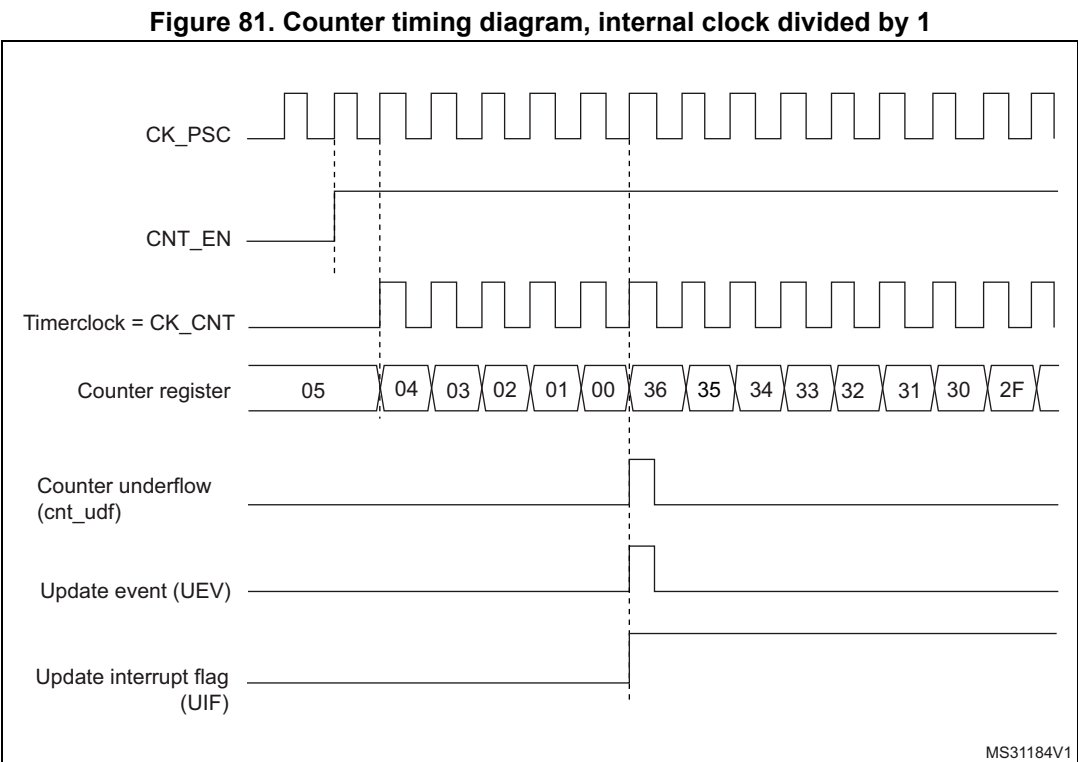 Figure 81. Counter timing diagram, internal clock divided by 1
CK_PSC
CNT_EN
Timerclock = CK_CNT
Counter register 05 04 03 02 01 00 36 35 34 33 32 31 30 2F
Counter underflow
(cnt_udf)
Update event (UEV)
Update interrupt flag
(UIF)
MS31184V1